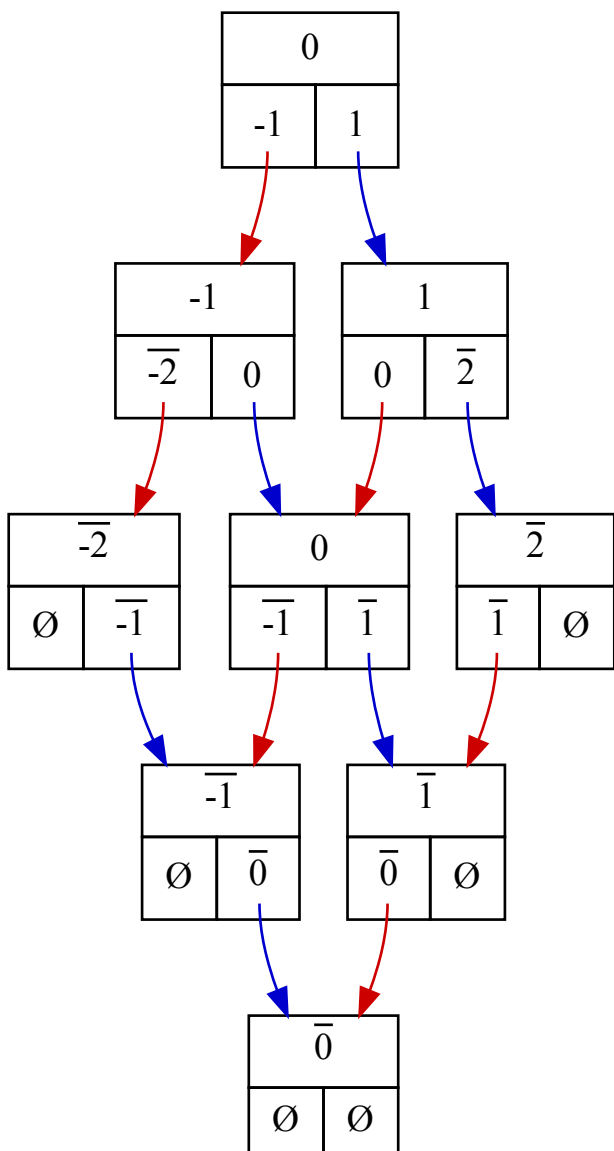 0
-1 1
-1 1
-̅2̅ 0 0 2̅
-̅2̅ 0 2̅
Ø -̅1̅ -̅1̅ 1̅ 1̅ Ø
-̅1̅ 1̅
Ø 0̅ 0̅ Ø
0̅
Ø Ø